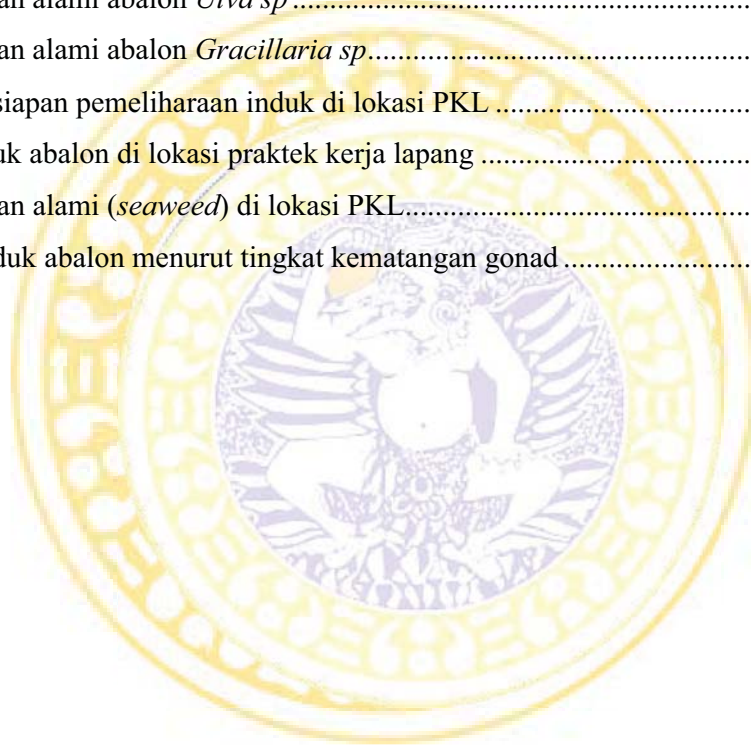 an alami abalon Ulva sp ....................................................................
an alami abalon Gracillaria sp.........................................................
siapan pemeliharaan induk di lokasi PKL .....................................
uk abalon di lokasi praktek kerja lapang .......................................
an alami (seaweed) di lokasi PKL..................................................
duk abalon menurut tingkat kematangan gonad ............................